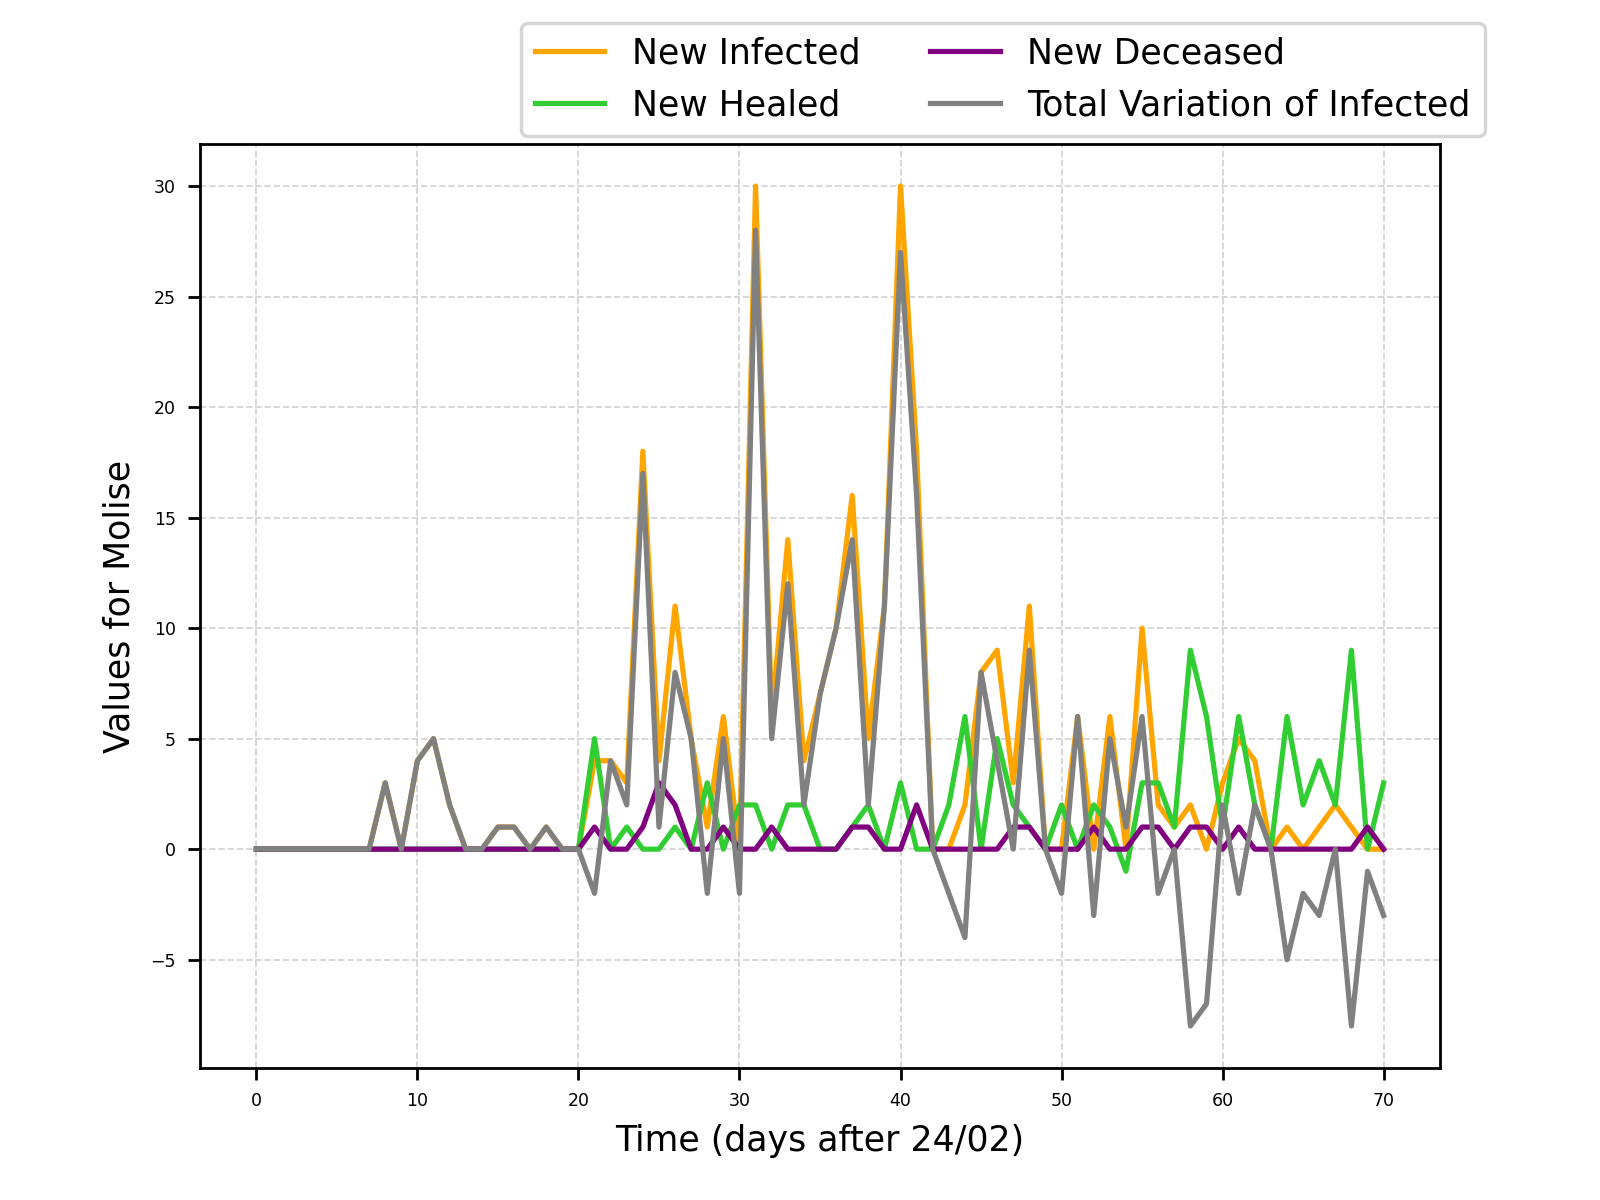 New Infected
New Healed
New Deceased
Total Variation of Infected
Values for Molise
30
25
20
15
10
5
0
−5
0 10 20 30 40 50 60 70
Time (days after 24/02)